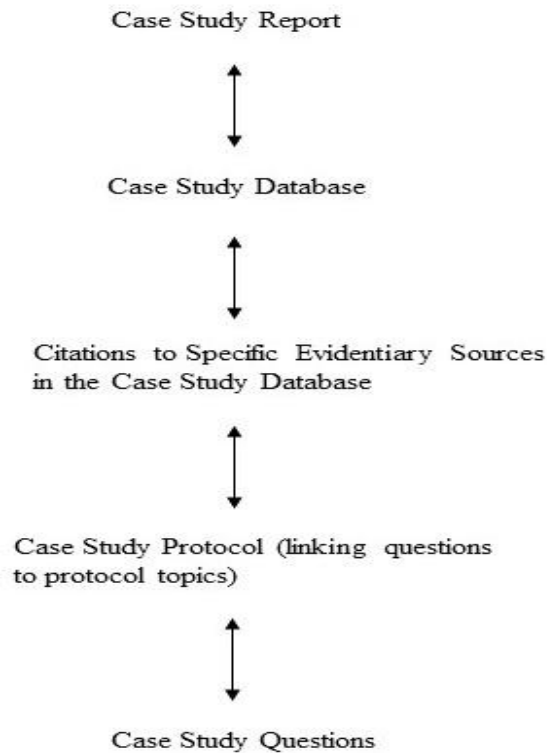 Case Study Report
Case Study Database
Citations to Specific Evidentiary Sources
in the Case Study Database
Case Study Protocol (linking questions
to protocol topics)
Case Study Questions